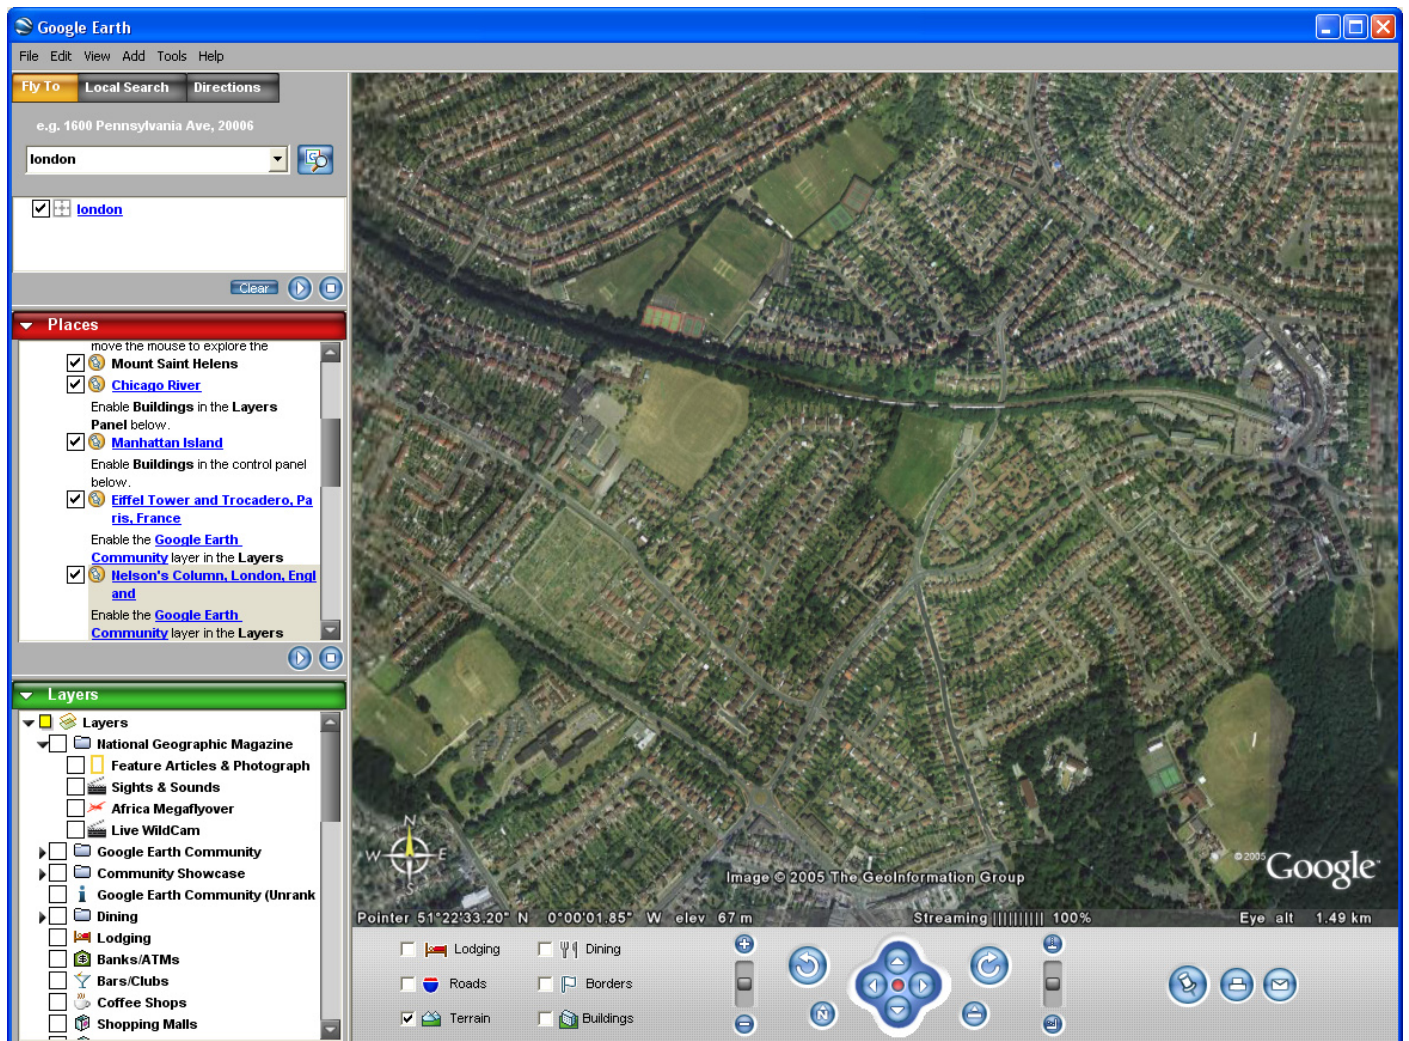 Google Earth
File Edit View Add Tools Help
Fly To Local Search Directions
e.g. 1600 Pennsylvania Ave, 20006
london
london
Clear
Places
move the mouse to explore the
Mount Saint Helens
Chicago River
Enable Buildings in the Layers
Panel below.
Manhattan Island
Enable Buildings in the control panel
below.
Eiffel Tower and Trocadero, Pa
ris, France
Enable the Google Earth
Community layer in the Layers
Nelson's Column, London, Engl
and
Enable the Google Earth
Community layer in the Layers
Layers
Layers
National Geographic Magazine
Feature Articles & Photograph
Sights & Sounds
Africa Megaflyover
Live WildCam
Google Earth Community
Community Showcase
Google Earth Community (Unrank
Dining
Lodging
Banks/ATMs
Bars/Clubs
Coffee Shops
Shopping Malls
N
W E
S
© 2005 Google
Image © 2005 The GeoInformation Group
Pointer 51°22'33.20" N 0°00'01.85" W elev 67 m Streaming |||||||||| 100% Eye alt 1.49 km
Lodging Dining
Roads Borders
Terrain Buildings
N